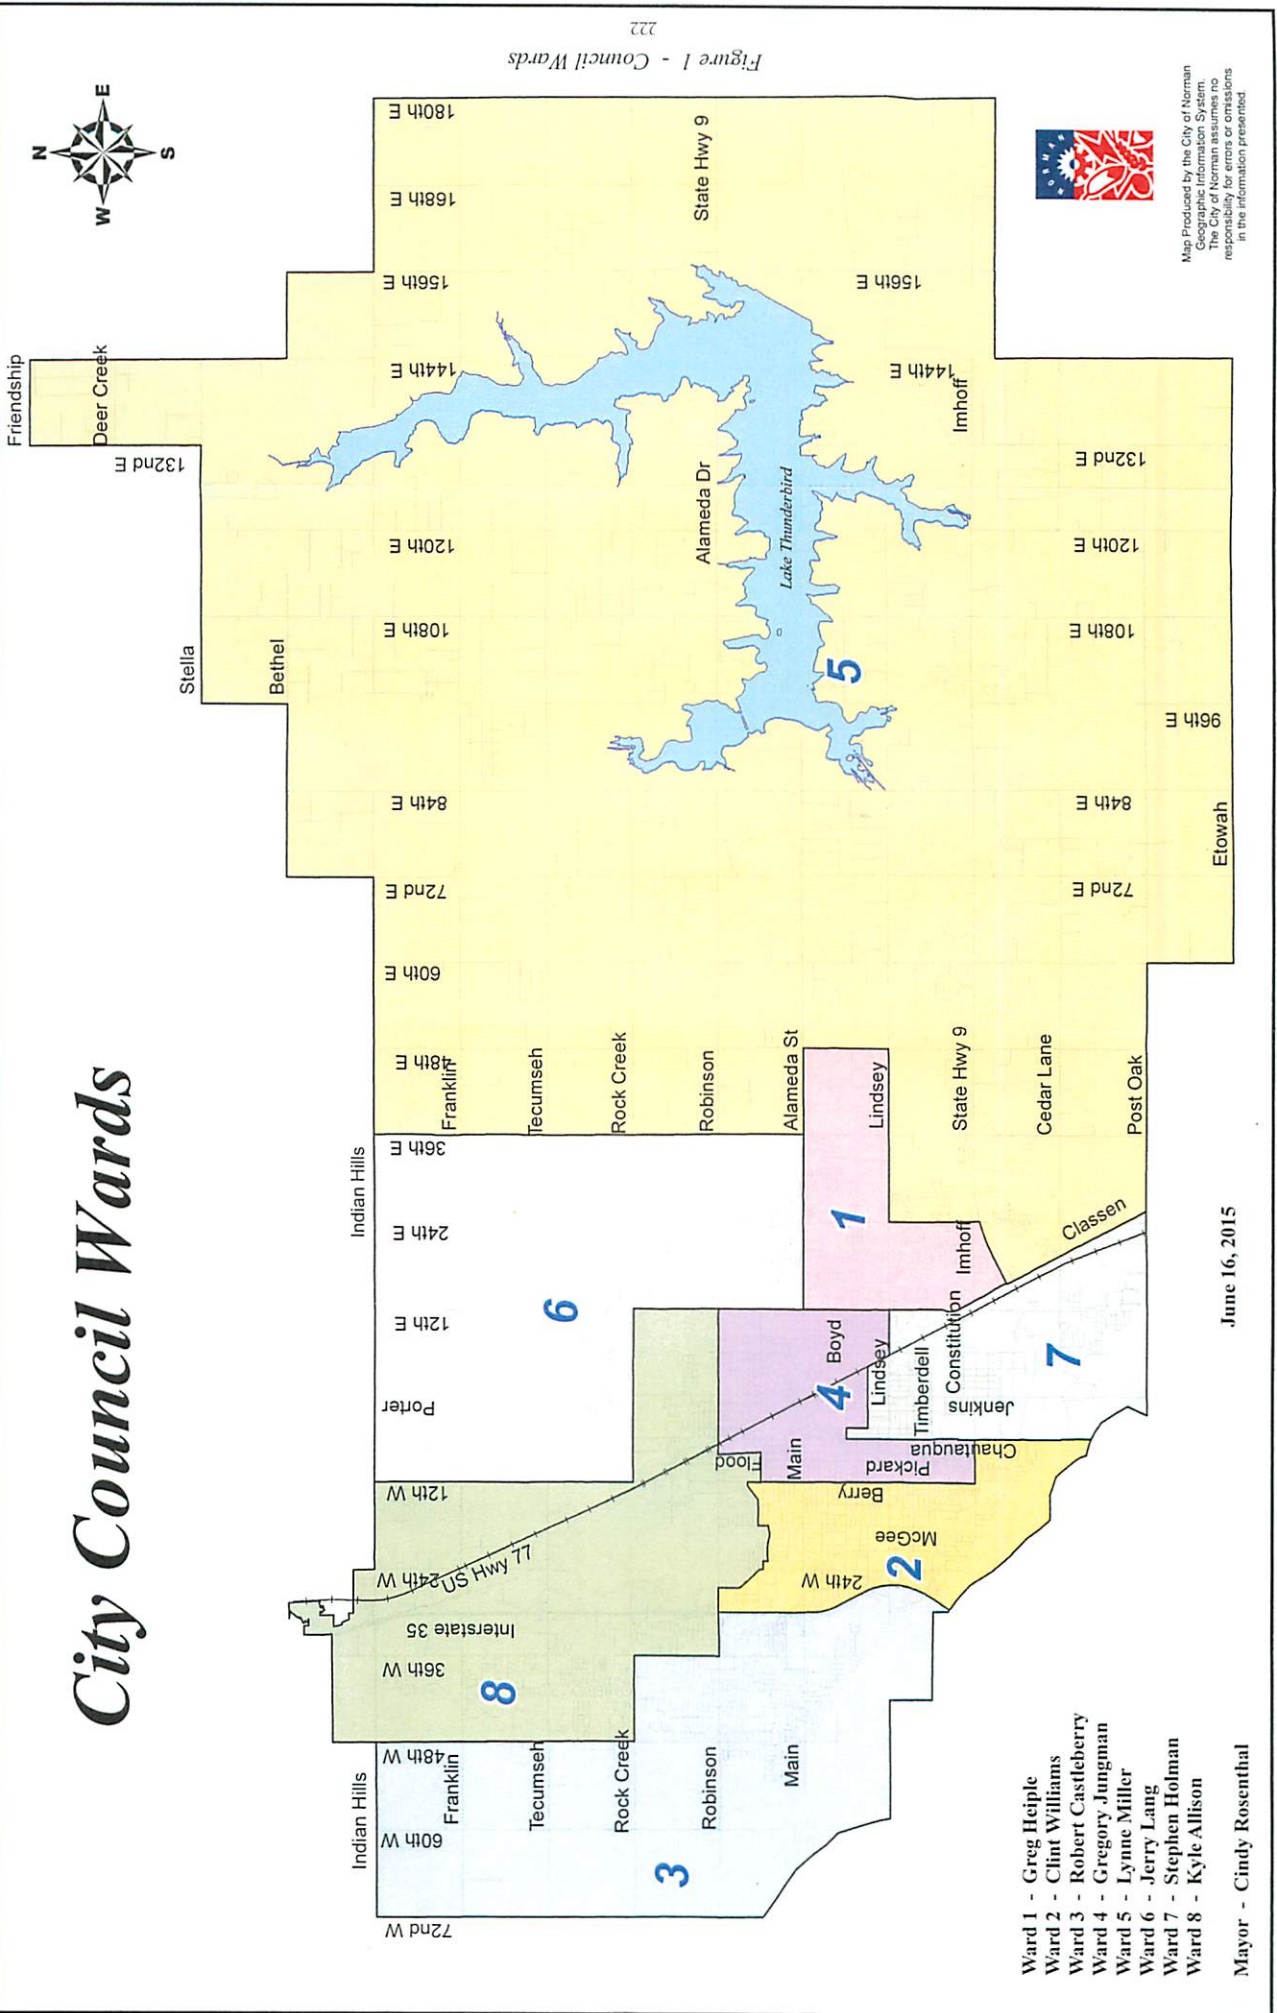 City Council Wards
N
W
E
S
Friendship
Deer Creek
132nd E
Stella
Bethel
Indian Hills
Indian Hills
72nd W
60th W
48th W
36th W
Interstate 35
24th W
US Hwy 77
12th W
Porter
12th E
24th E
36th E
48th E
60th E
72nd E
84th E
108th E
120th E
144th E
156th E
168th E
180th E
Franklin
Franklin
Tecumseh
Tecumseh
8
6
Rock Creek
Rock Creek
3
Robinson
Robinson
Flood
Alameda Dr
State Hwy 9
Main
Main
Alameda St
Lake Thunderbird
24th W
Berry
4
Boyd
1
5
2
McGee
Pickard
Lindsey
Lindsey
156th E
144th E
Chautauqua
Timberdell
Jenkins
Constitution
Imhoff
State Hwy 9
Imhoff
7
Classen
Cedar Lane
Post Oak
72nd E
84th E
108th E
120th E
132nd E
96th E
Etowah
Ward 1 - Greg Heiple
Ward 2 - Clint Williams
Ward 3 - Robert Castleberry
Ward 4 - Gregory Jungman
Ward 5 - Lynne Miller
Ward 6 - Jerry Lang
Ward 7 - Stephen Holman
Ward 8 - Kyle Allison
Mayor - Cindy Rosenthal
June 16, 2015
NORMAN
Map Produced by the City of Norman
Geographic Information System.
The City of Norman assumes no
responsibility for errors or omissions
in the information presented.
Figure 1 - Council Wards
222